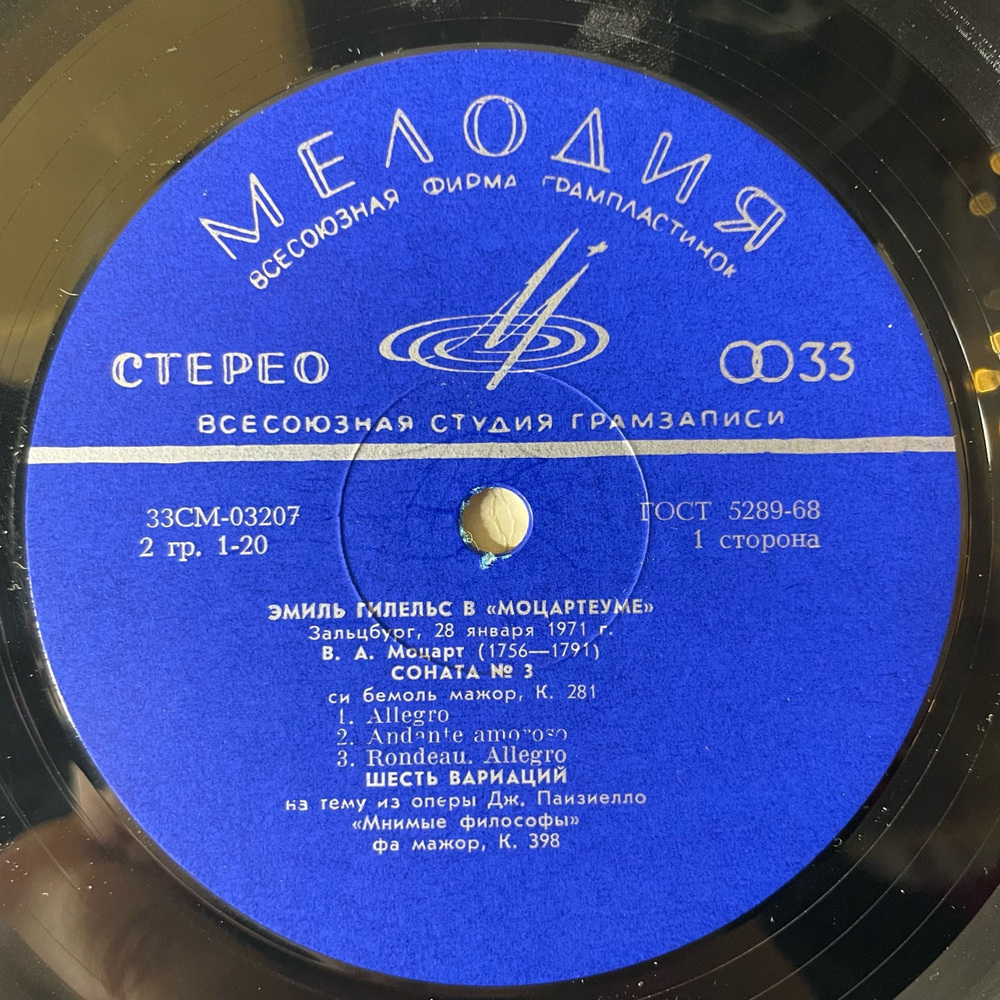 МЕЛОДИЯ
ВСЕСОЮЗНАЯ ФИРМА ГРАМПЛАСТИНОК
СТЕРЕО
33
ВСЕСОЮЗНАЯ СТУДИЯ ГРАМЗАПИСИ
33СМ-03207
ГОСТ 5289-68
2 гр. 1-20
1 сторона
ЭМИЛЬ ГИЛЕЛЬС В «МОЦАРТЕУМЕ»
Зальцбург, 28 января 1971 г.
В. А. Моцарт (1756—1791)
СОНАТА № 3
си бемоль мажор, К. 281
1. Allegro
2. Andante amoroso
3. Rondeau. Allegro
ШЕСТЬ ВАРИАЦИЙ
на тему из оперы Дж. Паизиелло
«Мнимые философы»
фа мажор, К. 398